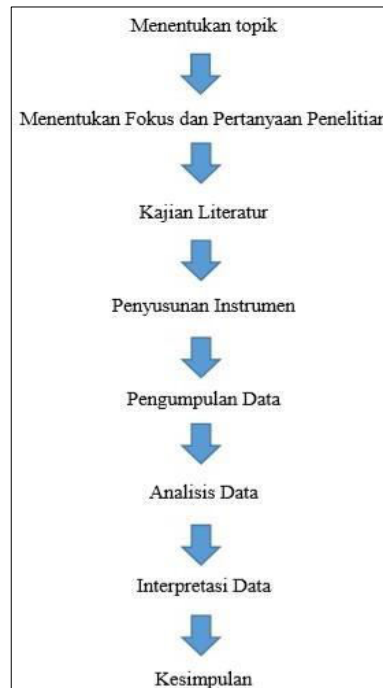 Menentukan topik
Menentukan Fokus dan Pertanyaan Penelitian
Kajian Literatur
Penyusunan Instrumen
Pengumpulan Data
Analisis Data
Interpretasi Data
Kesimpulan